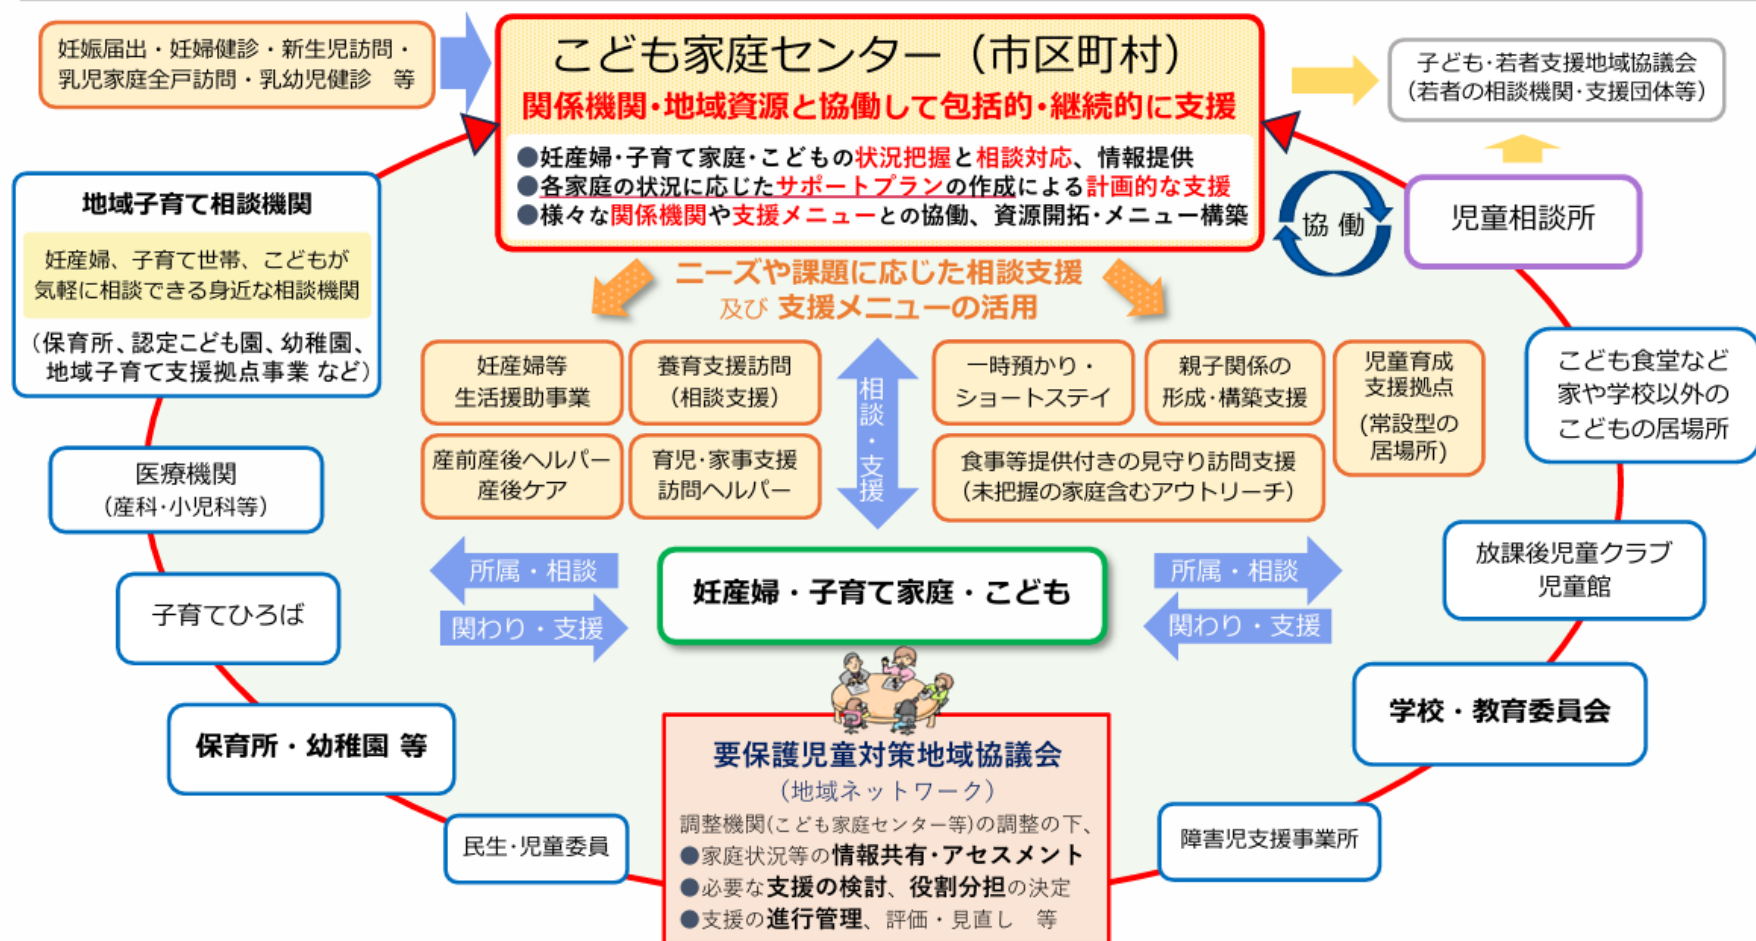 妊娠届出・妊婦健診・新生児訪問・
乳児家庭全戸訪問・乳幼児健診　等
こども家庭センター（市区町村）
関係機関・地域資源と協働して包括的・継続的に支援
●妊産婦・子育て家庭・こどもの状況把握と相談対応、情報提供
●各家庭の状況に応じたサポートプランの作成による計画的な支援
●様々な関係機関や支援メニューとの協働、資源開拓・メニュー構築
子ども・若者支援地域協議会
（若者の相談機関・支援団体等）
協 働
児童相談所
地域子育て相談機関
妊産婦、子育て世帯、こどもが
気軽に相談できる身近な相談機関
（保育所、認定こども園、幼稚園、
地域子育て支援拠点事業 など）
ニーズや課題に応じた相談支援
及び 支援メニューの活用
妊産婦等
生活援助事業
養育支援訪問
（相談支援）
産前産後ヘルパー
産後ケア
育児・家事支援
訪問ヘルパー
相談・支援
一時預かり・
ショートステイ
親子関係の
形成・構築支援
児童育成
支援拠点
(常設型の
居場所)
食事等提供付きの見守り訪問支援
（未把握の家庭含むアウトリーチ）
こども食堂など
家や学校以外の
こどもの居場所
医療機関
（産科・小児科等）
所属・相談
関わり・支援
妊産婦・子育て家庭・こども
所属・相談
関わり・支援
放課後児童クラブ
児童館
子育てひろば
学校・教育委員会
保育所・幼稚園 等
民生・児童委員
障害児支援事業所
要保護児童対策地域協議会
（地域ネットワーク）
調整機関(こども家庭センター等)の調整の下、
●家庭状況等の情報共有・アセスメント
●必要な支援の検討、役割分担の決定
●支援の進行管理、評価・見直し　等